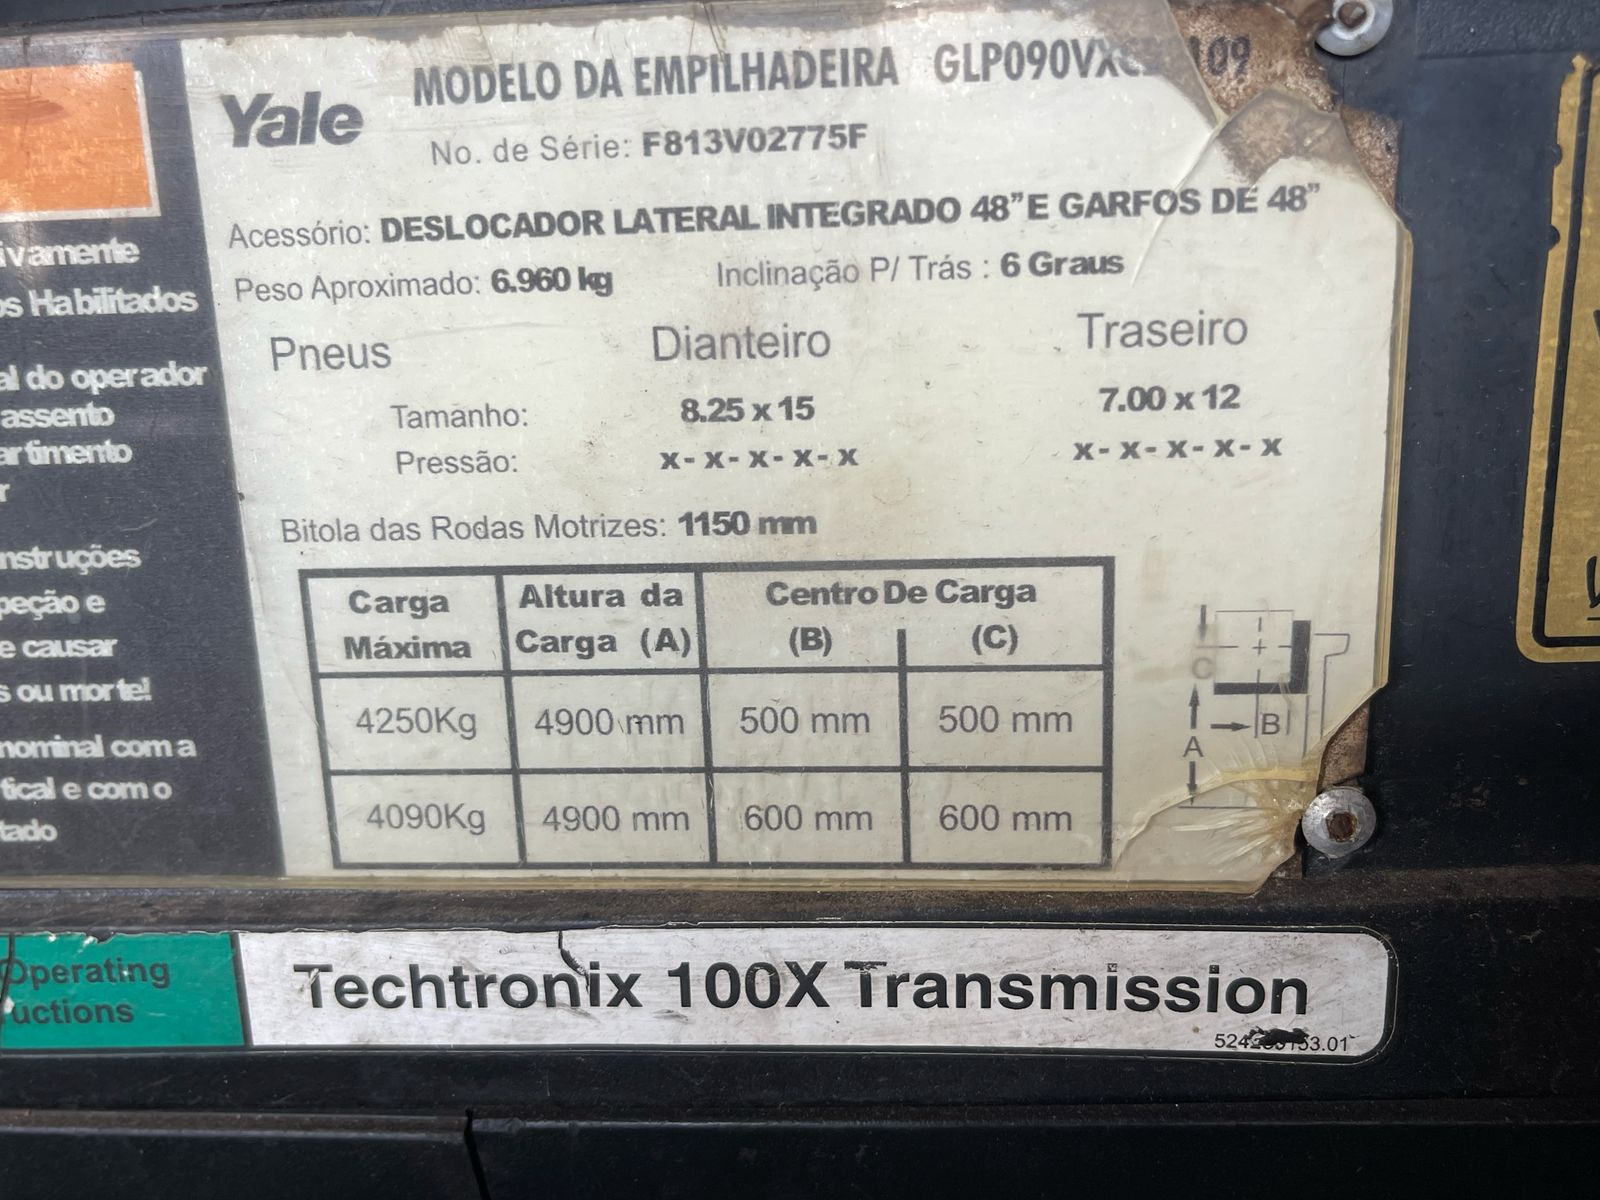 Yale
MODELO DA EMPILHADEIRA
No. de Série: F813V02775F
Acessório: DESLOCADOR LATERAL INTEGRADO 48” E GARFOS DE 48”
Peso Aproximado: 6.960 kg Inclinação P/ Trás : 6 Graus
Pneus Dianteiro Traseiro
Tamanho: 8.25 x 15 7.00 x 12
Pressão: x- x- x- x- x x- x- x- x- x
Bitola das Rodas Motrizes: 1150 mm
Carga Altura da Centro De Carga
Máxima Carga (A) (B) (C)
4250Kg 4900 mm 500 mm 500 mm
4090Kg 4900 mm 600 mm 600 mm
C
B
A
ivamente
os Habilitados
al do operador
assento
artimento
r
nstruções
peção e
e causar
s ou morte!
nominal com a
tical e com o
tado
Operating
uctions
Techtronix 100X Transmission